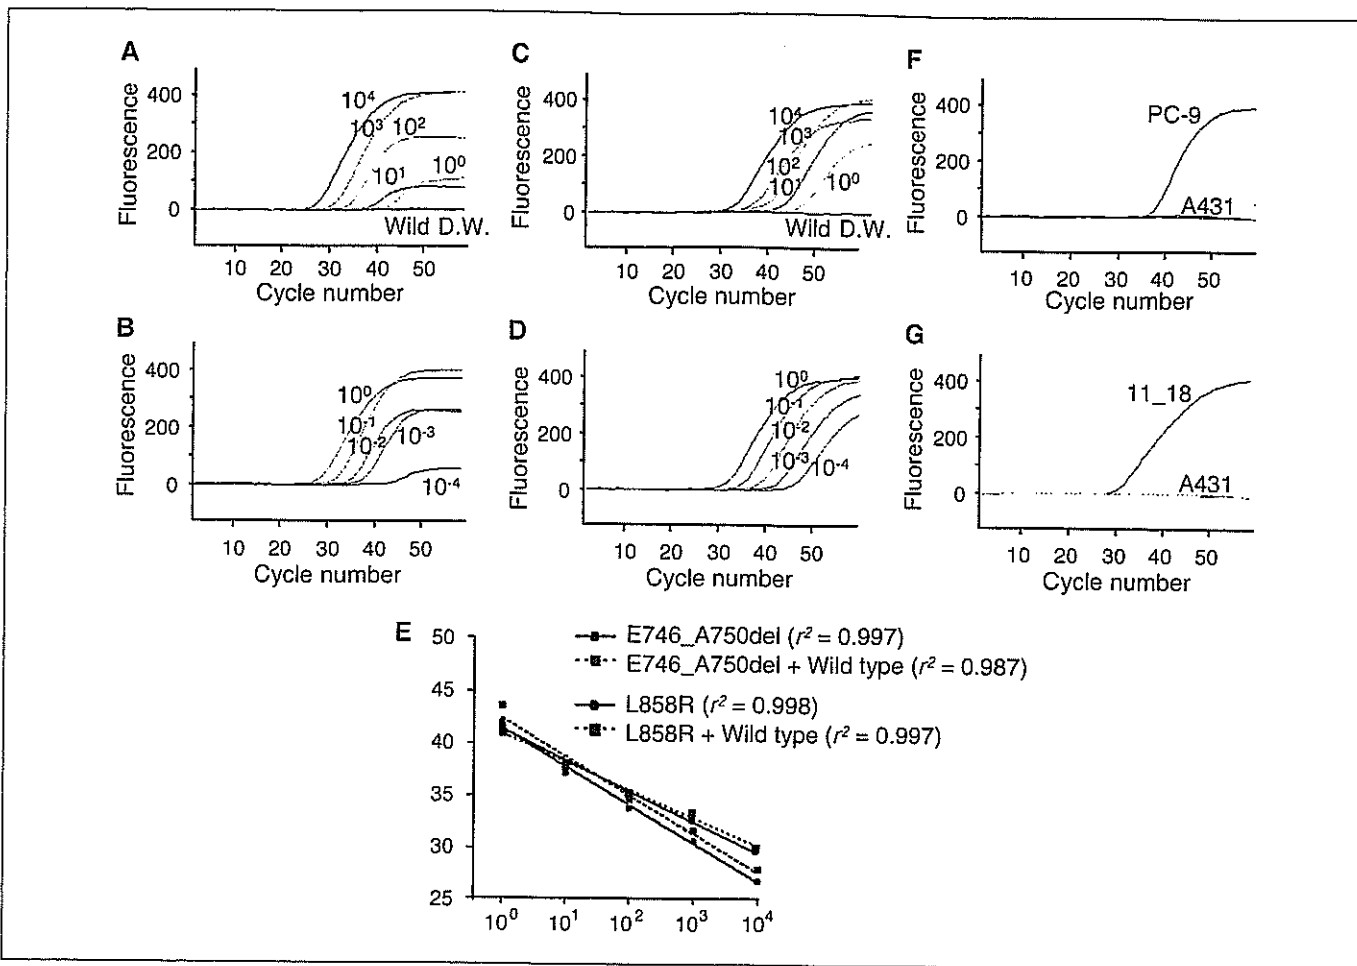 A
Fluorescence
400
200
0
10⁴
10³
10²
10¹
10⁰
Wild D.W.
10 20 30 40 50
Cycle number
C
Fluorescence
400
200
0
10⁴
10³
10²
10¹
10⁰
Wild D.W.
10 20 30 40 50
Cycle number
F
Fluorescence
400
200
0
PC-9
A431
10 20 30 40 50
Cycle number
B
Fluorescence
400
200
0
10⁰
10⁻¹
10⁻²
10⁻³
10⁻⁴
10 20 30 40 50
Cycle number
D
Fluorescence
400
200
0
10⁰
10⁻¹
10⁻²
10⁻³
10⁻⁴
10 20 30 40 50
Cycle number
G
Fluorescence
400
200
0
11_18
A431
10 20 30 40 50
Cycle number
E
50
45
40
35
30
25
E746_A750del (r² = 0.997)
E746_A750del + Wild type (r² = 0.987)
L858R (r² = 0.998)
L858R + Wild type (r² = 0.997)
10⁰ 10¹ 10² 10³ 10⁴